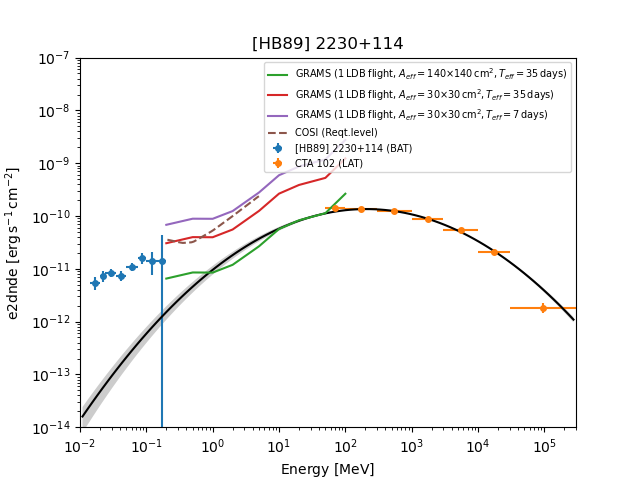 [HB89] 2230+114
GRAMS (1 LDB flight, A_eff = 140×140 cm², T_eff = 35 days)
GRAMS (1 LDB flight, A_eff = 30×30 cm², T_eff = 35 days)
GRAMS (1 LDB flight, A_eff = 30×30 cm², T_eff = 7 days)
COSI (Reqt.level)
[HB89] 2230+114 (BAT)
CTA 102 (LAT)
e2dnde [erg s⁻¹ cm⁻²]
10⁻⁷
10⁻⁸
10⁻⁹
10⁻¹⁰
10⁻¹¹
10⁻¹²
10⁻¹³
10⁻¹⁴
10⁻² 10⁻¹ 10⁰ 10¹ 10² 10³ 10⁴ 10⁵
Energy [MeV]